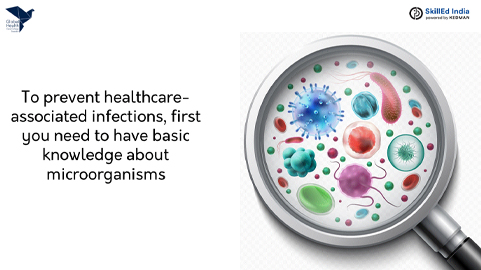 Global
Health
SkillEd India
powered by KERMAN
To prevent healthcare-
associated infections, first
you need to have basic
knowledge about
microorganisms